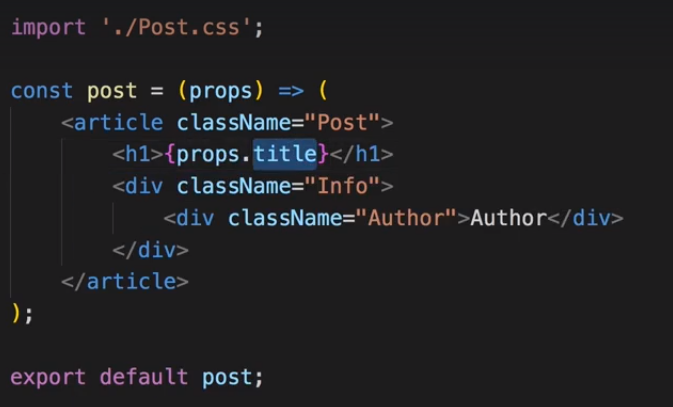 import './Post.css';
const post = (props) => (
<article className="Post">
<h1>{props.title}</h1>
<div className="Info">
<div className="Author">Author</div>
</div>
</article>
);
export default post;